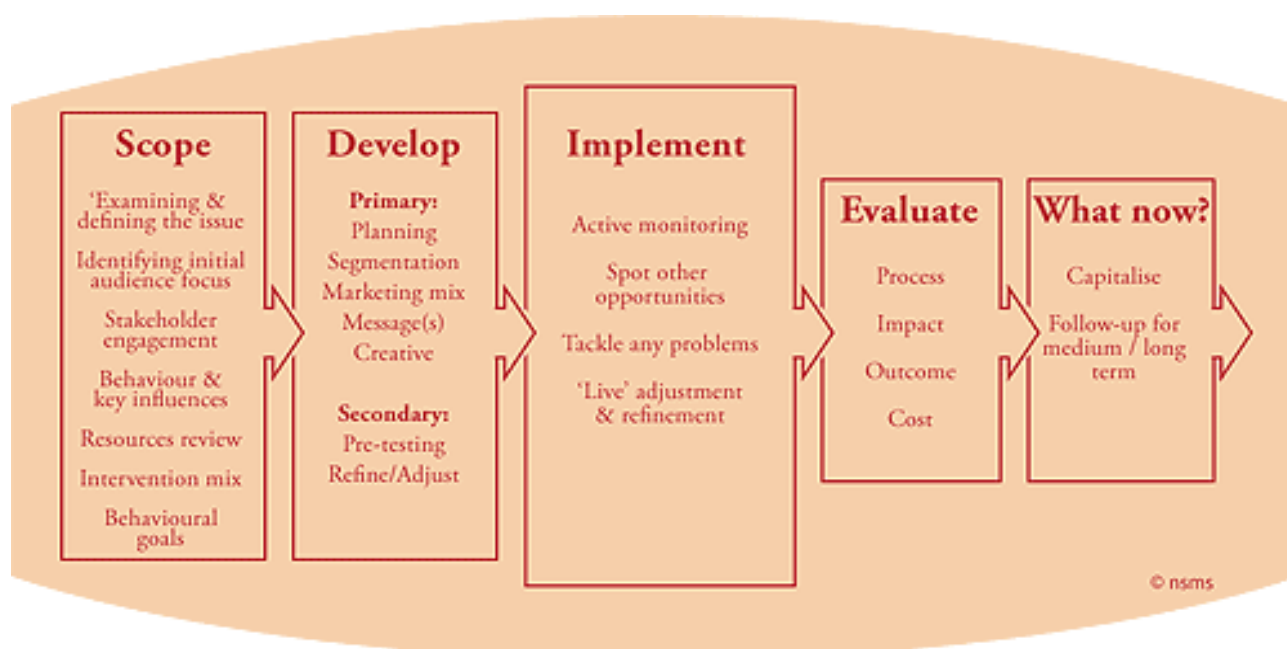 Scope
‘Examining &
defining the issue
Identifying initial
audience focus
Stakeholder
engagement
Behaviour &
key influences
Resources review
Intervention mix
Behavioural
goals
Develop
Primary:
Planning
Segmentation
Marketing mix
Message(s)
Creative
Secondary:
Pre-testing
Refine/Adjust
Implement
Active monitoring
Spot other
opportunities
Tackle any problems
‘Live’ adjustment
& refinement
Evaluate
Process
Impact
Outcome
Cost
What now?
Capitalise
Follow-up for
medium / long
term
© nsms